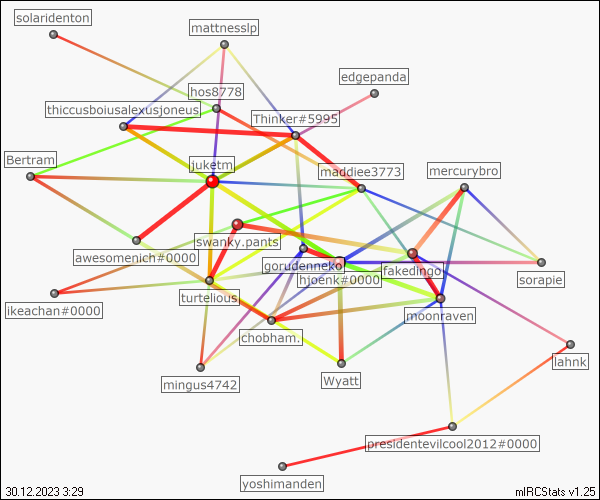 solaridenton
mattnesslp
edgepanda
hos8778
thiccusboiusalexusjoneus
Thinker#5995
Bertram
juketm
maddiee3773
mercurybro
swanky.pants
awesomenich#0000
gorudenneko
fakedingo
hjoenk#0000
sorapie
turtelious
ikeachan#0000
moonraven
chobham.
lahnk
mingus4742
Wyatt
presidentevilcool2012#0000
yoshimanden
30.12.2023 3:29
mIRCStats v1.25